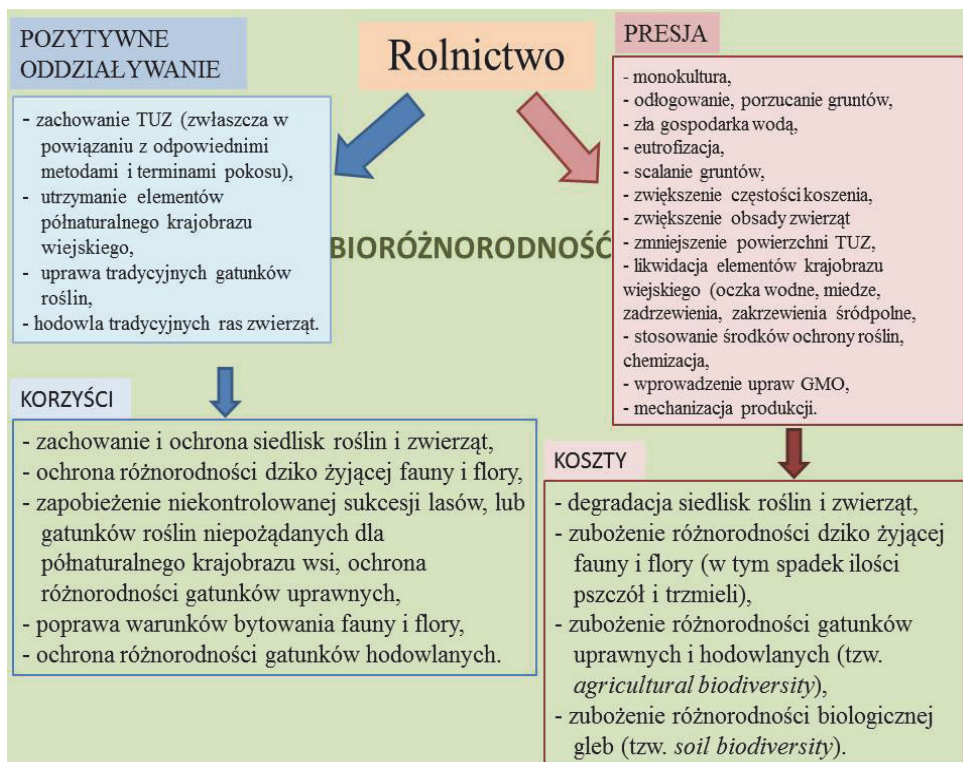 Rolnictwo
POZYTYWNE
ODDZIAŁYWANIE
- zachowanie TUZ (zwłaszcza w
powiązaniu z odpowiednimi
metodami i terminami pokosu),
- utrzymanie elementów
półnaturalnego krajobrazu
wiejskiego,
- uprawa tradycyjnych gatunków
roślin,
- hodowla tradycyjnych ras zwierząt.
BIORÓŻNORODNOŚĆ
PRESJA
- monokultura,
- odłogowanie, porzucanie gruntów,
- zła gospodarka wodą,
- eutrofizacja,
- scalanie gruntów,
- zwiększenie częstości koszenia,
- zwiększenie obsady zwierząt
- zmniejszenie powierzchni TUZ,
- likwidacja elementów krajobrazu
wiejskiego (oczka wodne, miedze,
zadrzewienia, zakrzewienia śródpolne,
- stosowanie środków ochrony roślin,
chemizacja,
- wprowadzenie upraw GMO,
- mechanizacja produkcji.
KORZYŚCI
- zachowanie i ochrona siedlisk roślin i zwierząt,
- ochrona różnorodności dziko żyjącej fauny i flory,
- zapobieżenie niekontrolowanej sukcesji lasów, lub
gatunków roślin niepożądanych dla
półnaturalnego krajobrazu wsi, ochrona
różnorodności gatunków uprawnych,
- poprawa warunków bytowania fauny i flory,
- ochrona różnorodności gatunków hodowlanych.
KOSZTY
- degradacja siedlisk roślin i zwierząt,
- zubożenie różnorodności dziko żyjącej
fauny i flory (w tym spadek ilości
pszczół i trzmieli),
- zubożenie różnorodności gatunków
uprawnych i hodowlanych (tzw.
agricultural biodiversity),
- zubożenie różnorodności biologicznej
gleb (tzw. soil biodiversity).